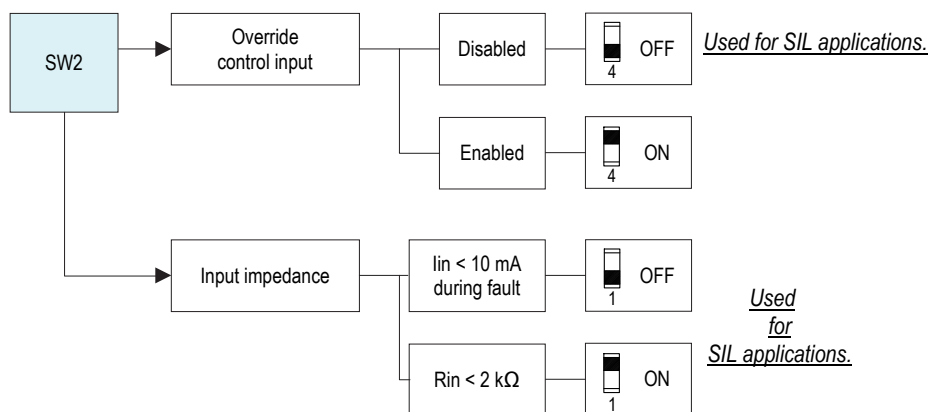 SW2
Override
control input
Disabled
4
OFF
Used for SIL applications.
Enabled
4
ON
Input impedance
Iin < 10 mA
during fault
1
OFF
Used
for
SIL applications.
Rin < 2 kΩ
1
ON